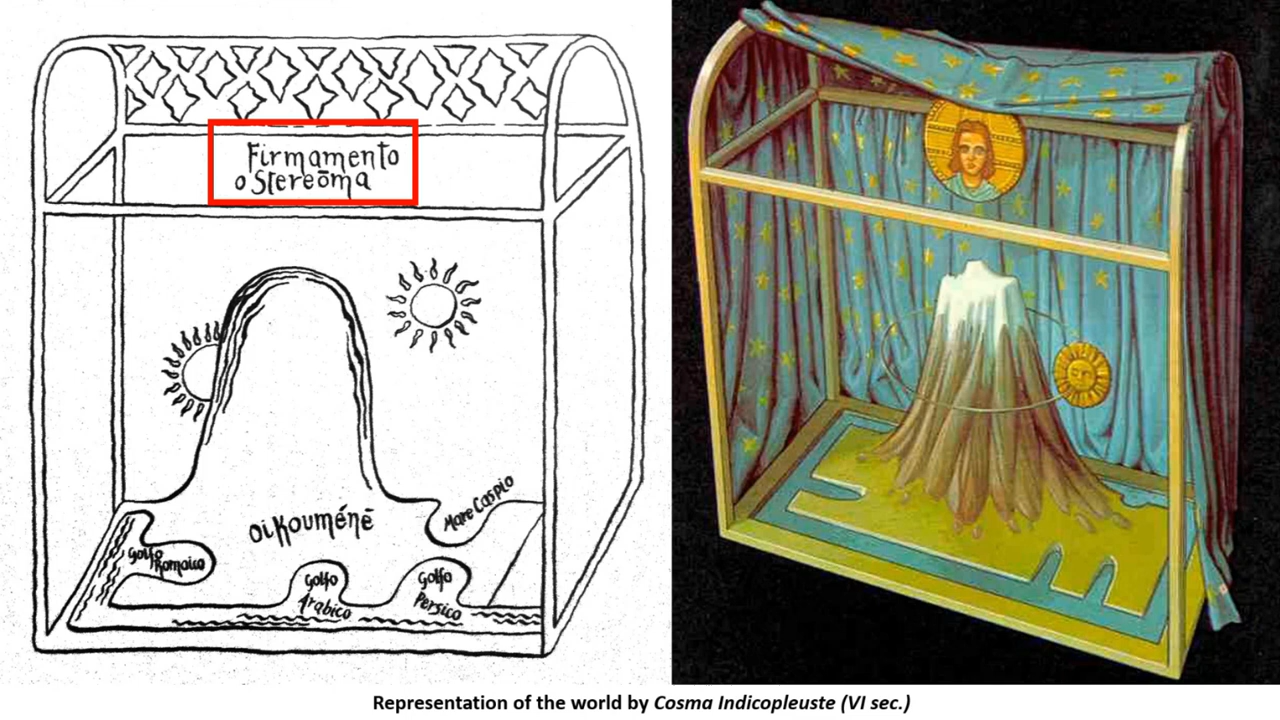 Firmamento
o Stereōma
oikouménē
Mare Caspio
Golfo
Romaico
Golfo
Arabico
Golfo
Persico
Representation of the world by Cosma Indicopleuste (VI sec.)